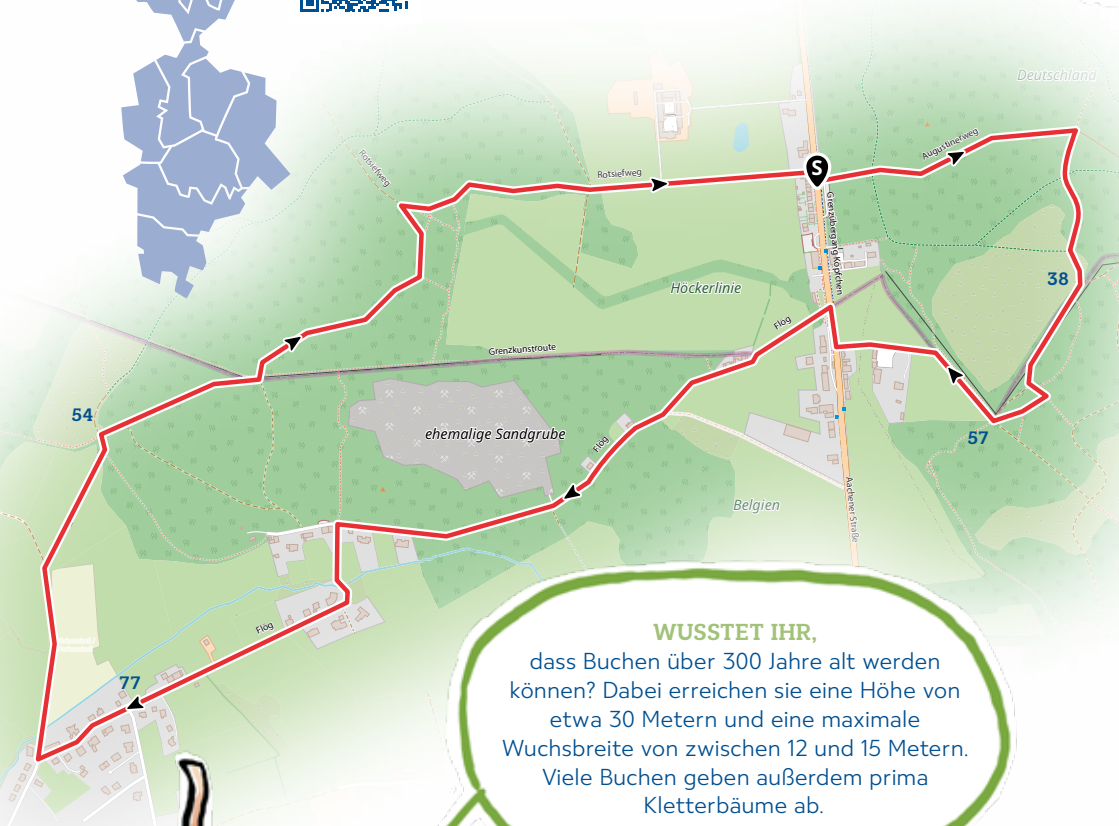 Deutschland
Augustinerweg
Rotsiefweg
Rotsiefweg
S
Grenzübergang Köpfchen
38
Höckerlinie
Flög
Grenzkunstroute
54
ehemalige Sandgrube
57
Flög
Belgien
Aachener Straße
Flög
77
WUSSTET IHR,
dass Buchen über 300 Jahre alt werden
können? Dabei erreichen sie eine Höhe von
etwa 30 Metern und eine maximale
Wuchsbreite von zwischen 12 und 15 Metern.
Viele Buchen geben außerdem prima
Kletterbäume ab.